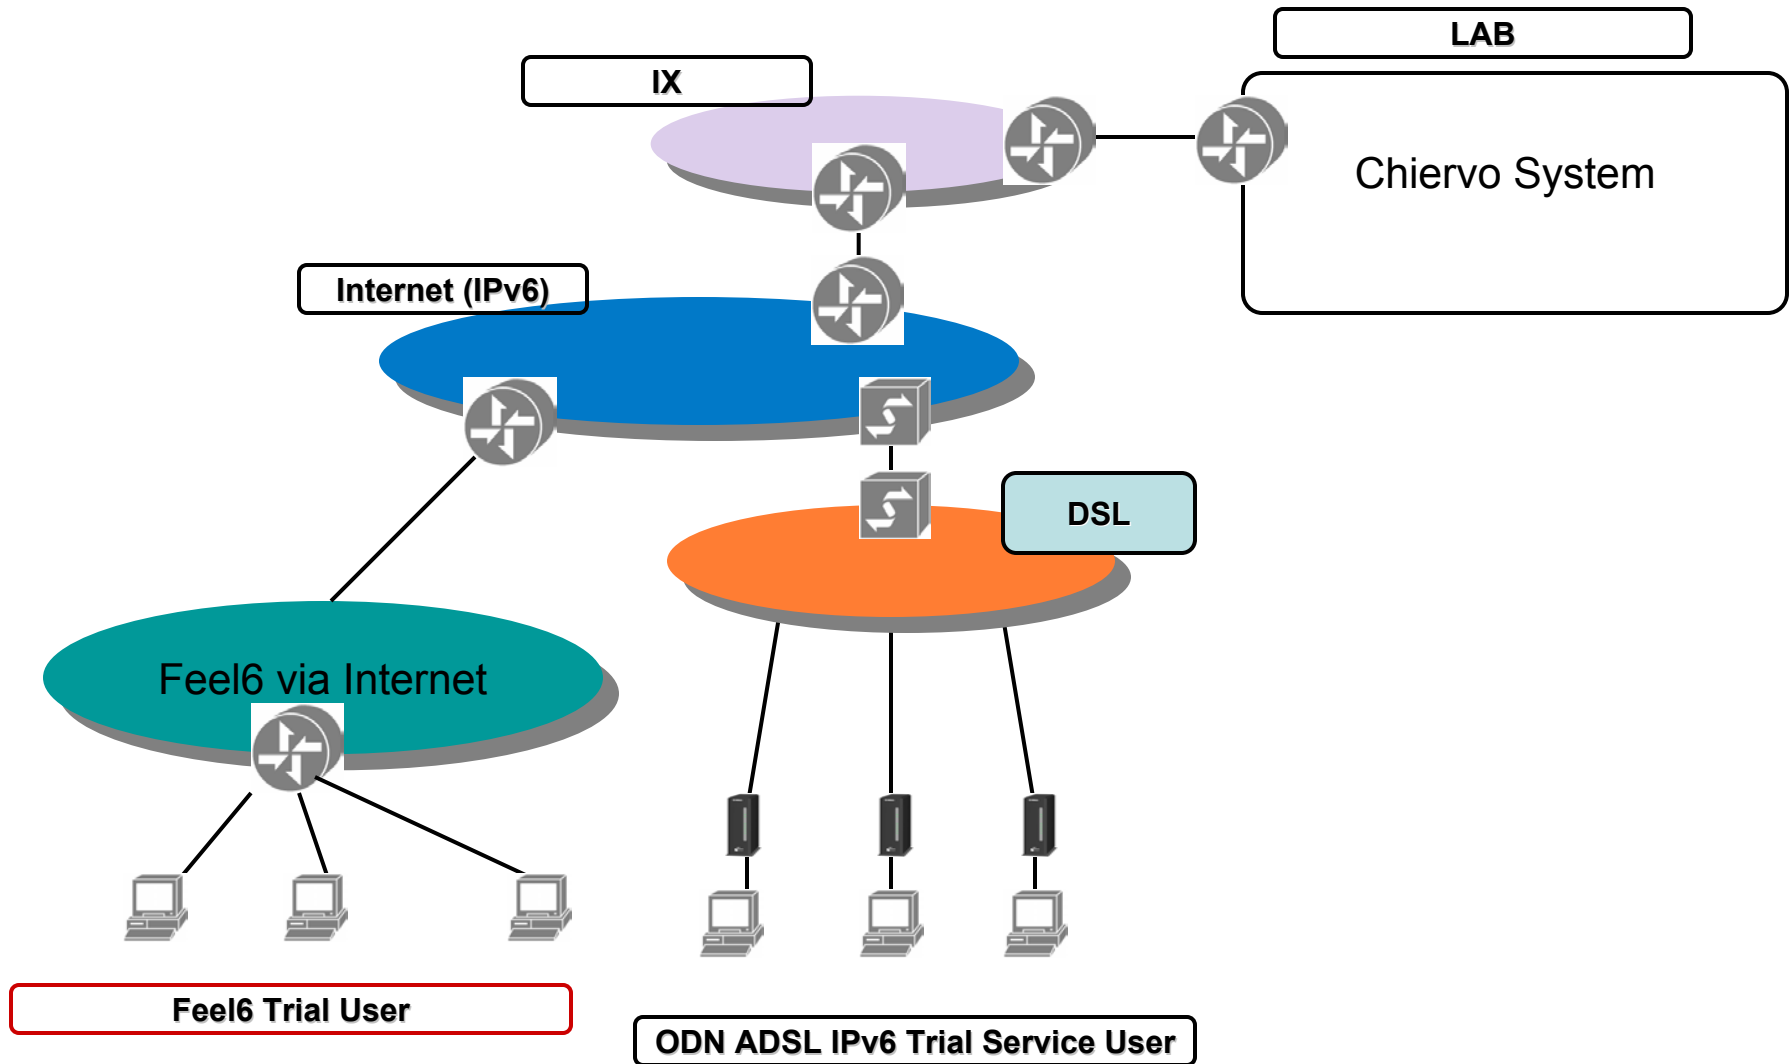 LAB
IX
Chiervo System
Internet (IPv6)
DSL
Feel6 via Internet
Feel6 Trial User
ODN ADSL IPv6 Trial Service User